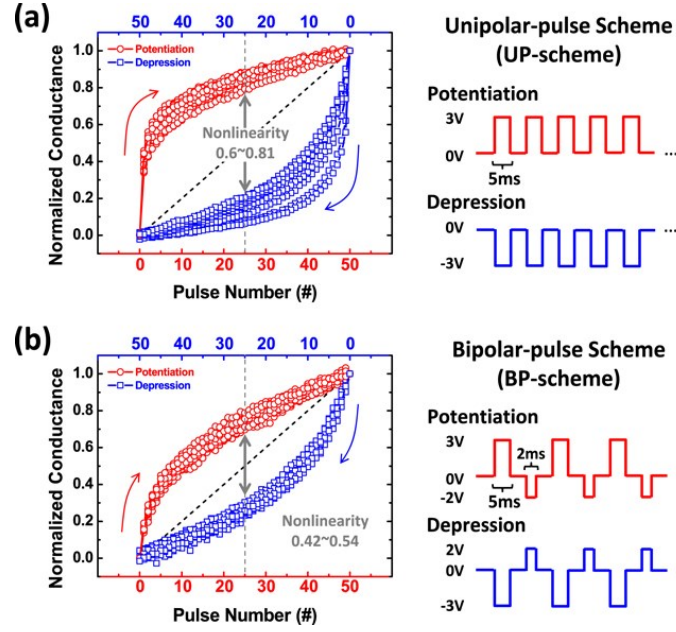 (a)
50 40 30 20 10 0
Normalized Conductance
1.0
0.8
0.6
0.4
0.2
0.0
Potentiation
Depression
Nonlinearity
0.6~0.81
0 10 20 30 40 50
Pulse Number (#)
Unipolar-pulse Scheme
(UP-scheme)
Potentiation
3V
0V
5ms
...
Depression
0V
-3V
...
(b)
50 40 30 20 10 0
Normalized Conductance
1.0
0.8
0.6
0.4
0.2
0.0
Potentiation
Depression
Nonlinearity
0.42~0.54
0 10 20 30 40 50
Pulse Number (#)
Bipolar-pulse Scheme
(BP-scheme)
Potentiation
3V
2ms
0V
-2V
5ms
Depression
2V
0V
-3V